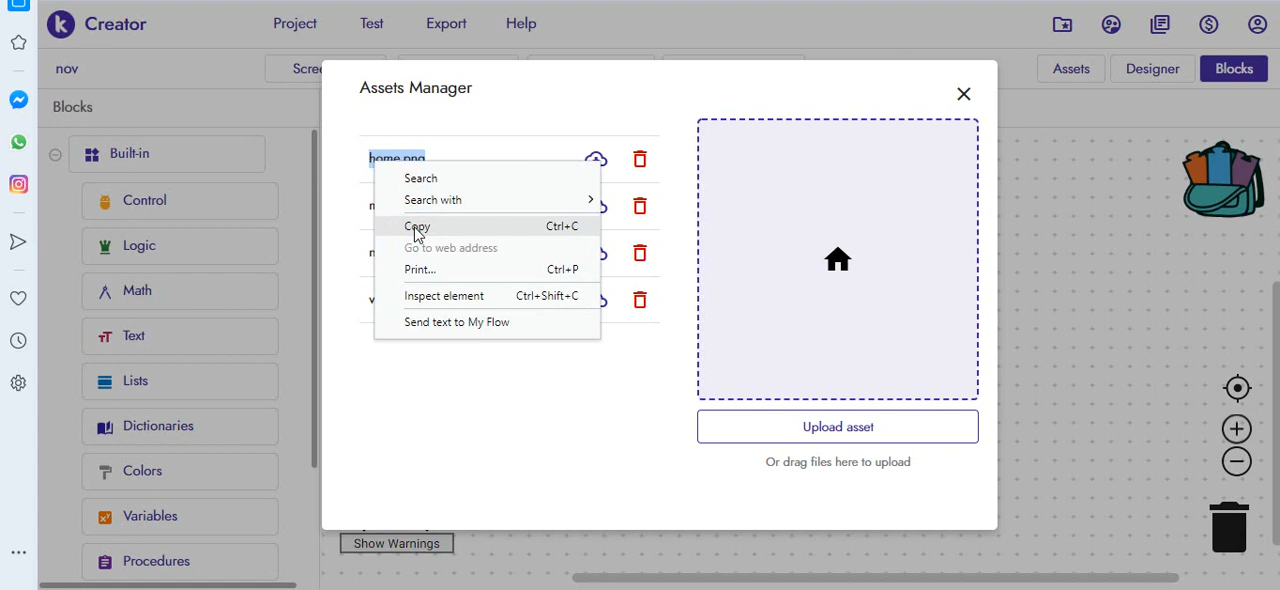 Creator
Project
Test
Export
Help
nov
Scree
Assets
Designer
Blocks
Blocks
Assets Manager
Built-in
Control
Logic
Math
Text
Lists
Dictionaries
Colors
Variables
Procedures
home.png
Search
Search with
Copy Ctrl+C
Go to web address
Print... Ctrl+P
Inspect element Ctrl+Shift+C
Send text to My Flow
Upload asset
Or drag files here to upload
Show Warnings